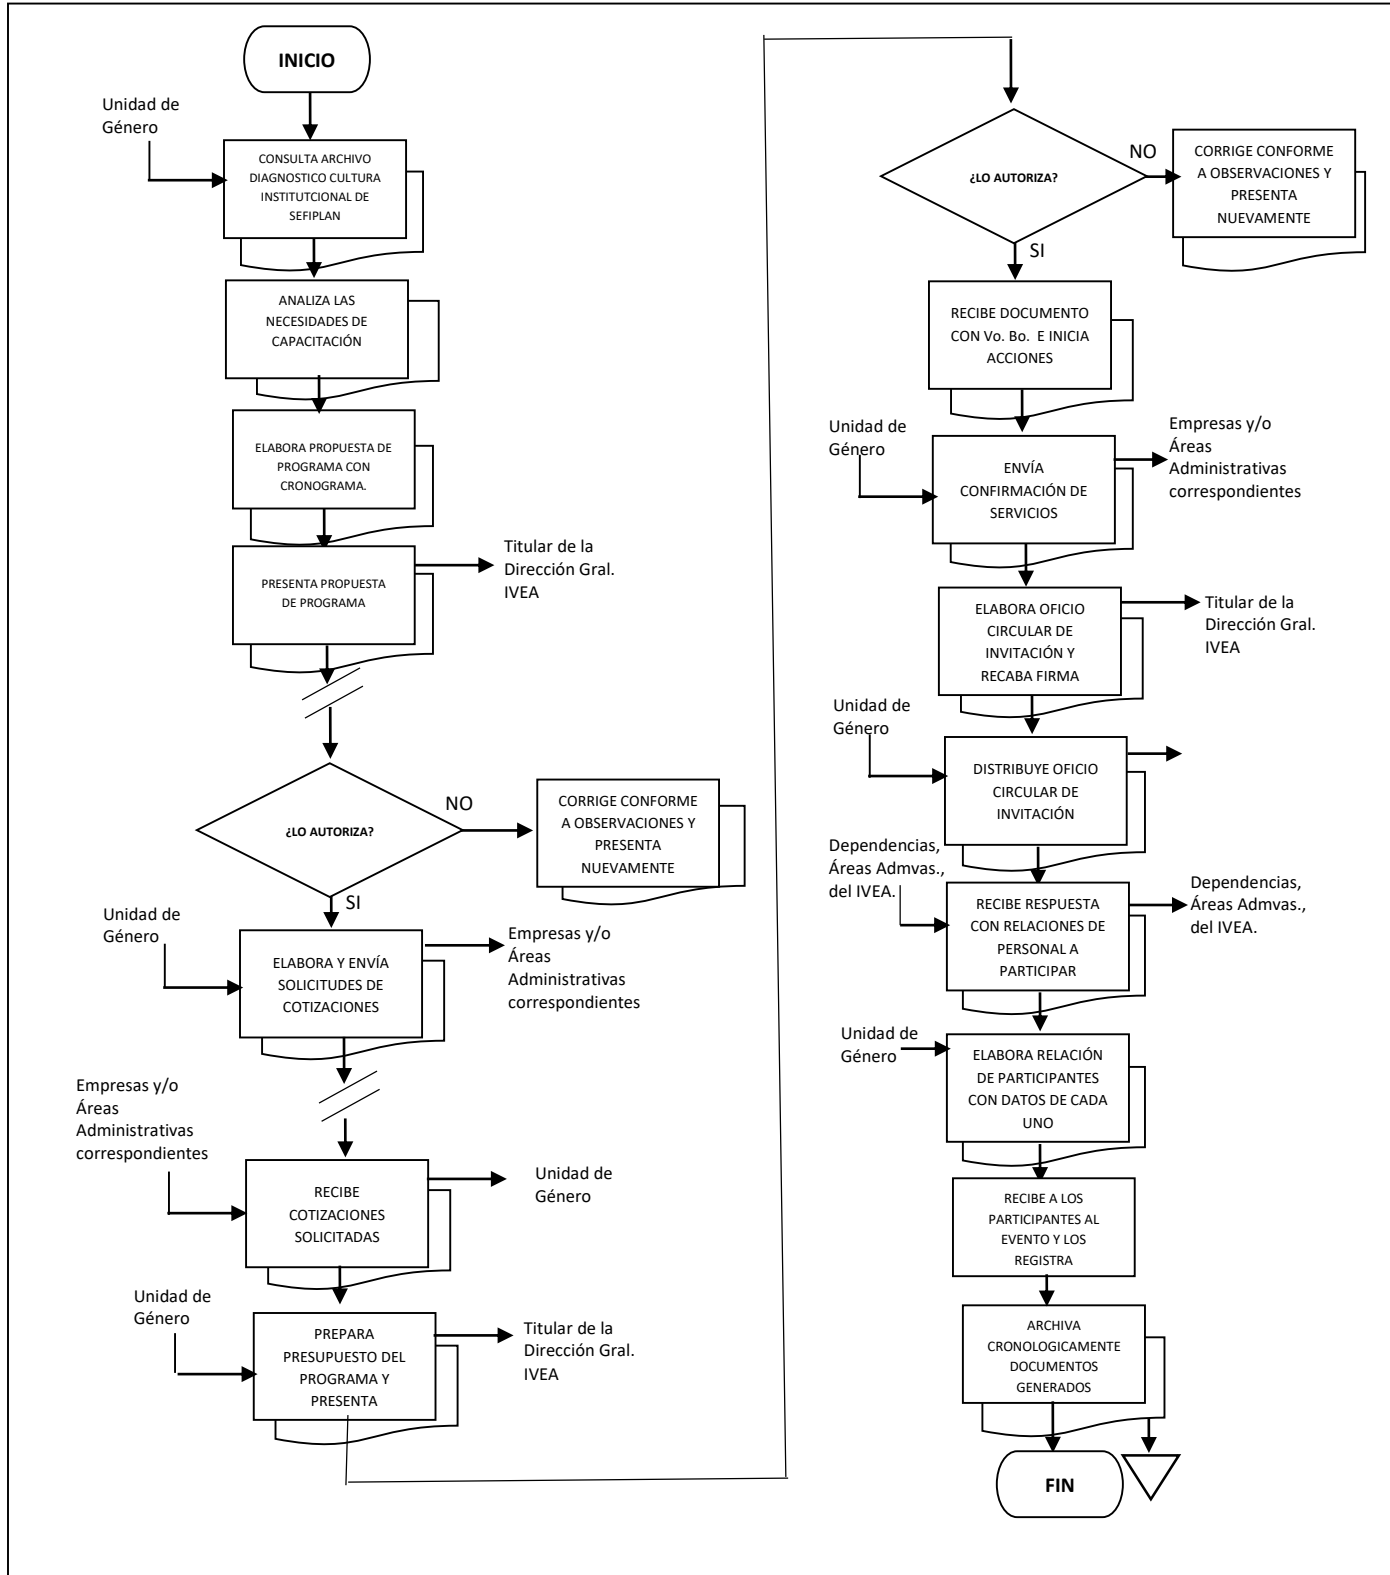 INICIO
Unidad de
Género
CONSULTA ARCHIVO
DIAGNOSTICO CULTURA
INSTITUTCIONAL DE
SEFIPLAN
ANALIZA LAS
NECESIDADES DE
CAPACITACIÓN
ELABORA PROPUESTA DE
PROGRAMA CON
CRONOGRAMA.
PRESENTA PROPUESTA
DE PROGRAMA
Titular de la
Dirección Gral.
IVEA
¿LO AUTORIZA?
NO
CORRIGE CONFORME
A OBSERVACIONES Y
PRESENTA
NUEVAMENTE
SI
Unidad de
Género
ELABORA Y ENVÍA
SOLICITUDES DE
COTIZACIONES
Empresas y/o
Áreas
Administrativas
correspondientes
Empresas y/o
Áreas
Administrativas
correspondientes
RECIBE
COTIZACIONES
SOLICITADAS
Unidad de
Género
Unidad de
Género
PREPARA
PRESUPUESTO DEL
PROGRAMA Y
PRESENTA
Titular de la
Dirección Gral.
IVEA
¿LO AUTORIZA?
NO
CORRIGE CONFORME
A OBSERVACIONES Y
PRESENTA
NUEVAMENTE
SI
RECIBE DOCUMENTO
CON Vo. Bo. E INICIA
ACCIONES
Unidad de
Género
ENVÍA
CONFIRMACIÓN DE
SERVICIOS
Empresas y/o
Áreas
Administrativas
correspondientes
ELABORA OFICIO
CIRCULAR DE
INVITACIÓN Y
RECABA FIRMA
Titular de la
Dirección Gral.
IVEA
Unidad de
Género
DISTRIBUYE OFICIO
CIRCULAR DE
INVITACIÓN
Dependencias,
Áreas Admvas.,
del IVEA.
RECIBE RESPUESTA
CON RELACIONES DE
PERSONAL A
PARTICIPAR
Dependencias,
Áreas Admvas.,
del IVEA.
Unidad de
Género
ELABORA RELACIÓN
DE PARTICIPANTES
CON DATOS DE CADA
UNO
RECIBE A LOS
PARTICIPANTES AL
EVENTO Y LOS
REGISTRA
ARCHIVA
CRONOLOGICAMENTE
DOCUMENTOS
GENERADOS
FIN